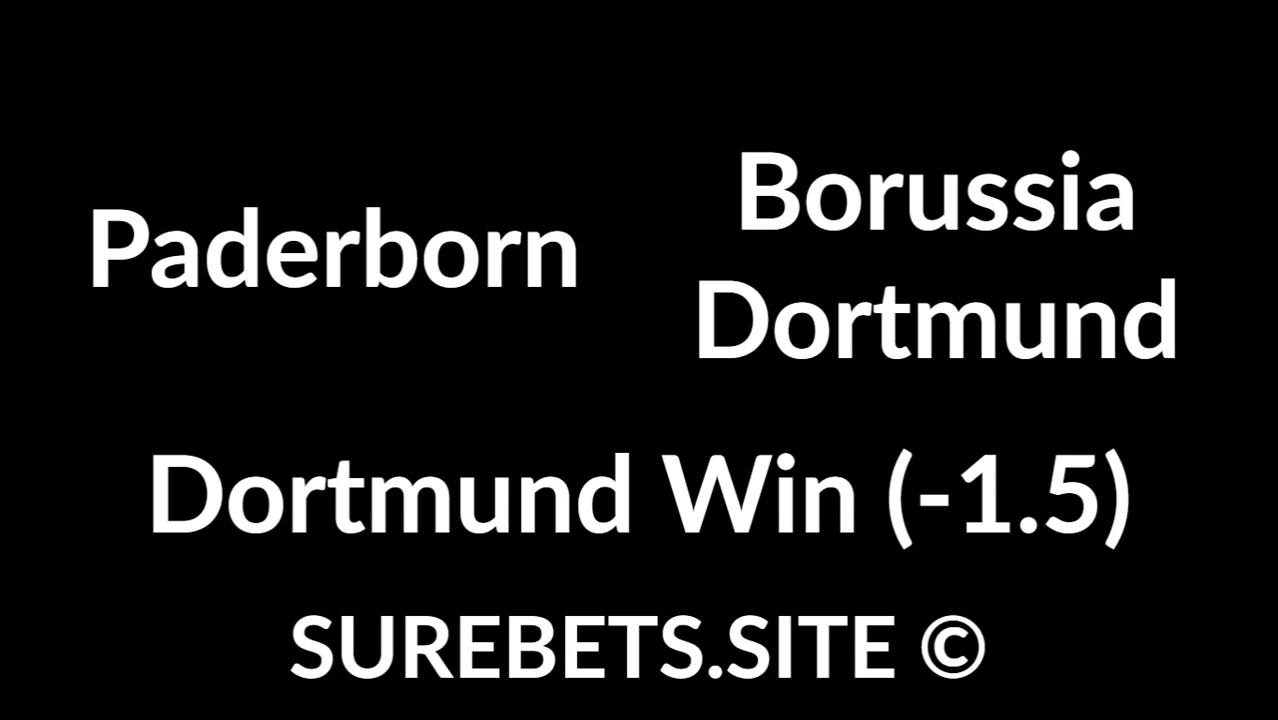 Paderborn
Borussia
Dortmund
Dortmund Win (-1.5)
SUREBETS.SITE ©